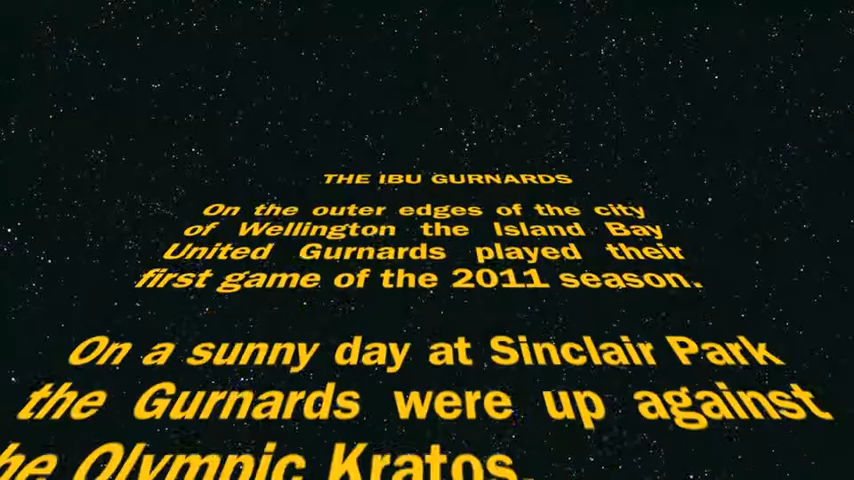 THE IBU GURNARDS
On the outer edges of the city
of Wellington the Island Bay
United Gurnards played their
first game of the 2011 season.
On a sunny day at Sinclair Park
the Gurnards were up against
he Olympic Kratos.